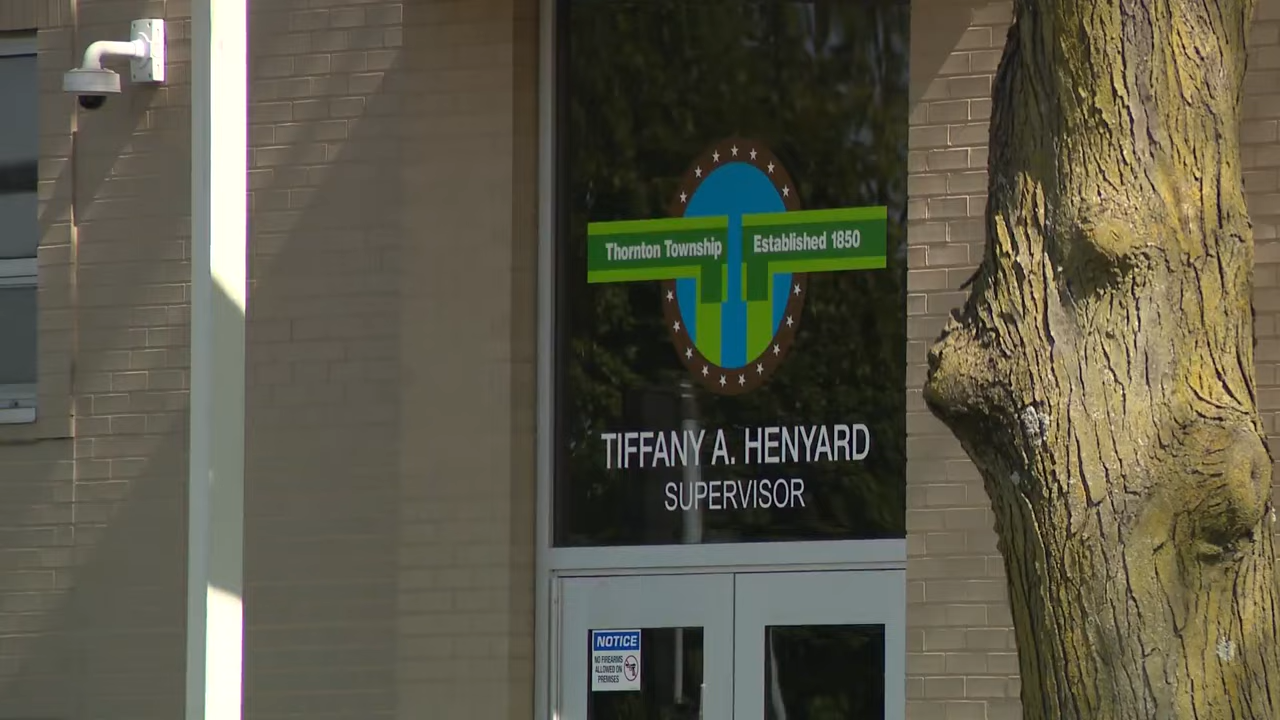 Thornton Township
Established 1850
TIFFANY A. HENYARD
SUPERVISOR
NOTICE
NO FIREARMS
ALLOWED ON
PREMISES